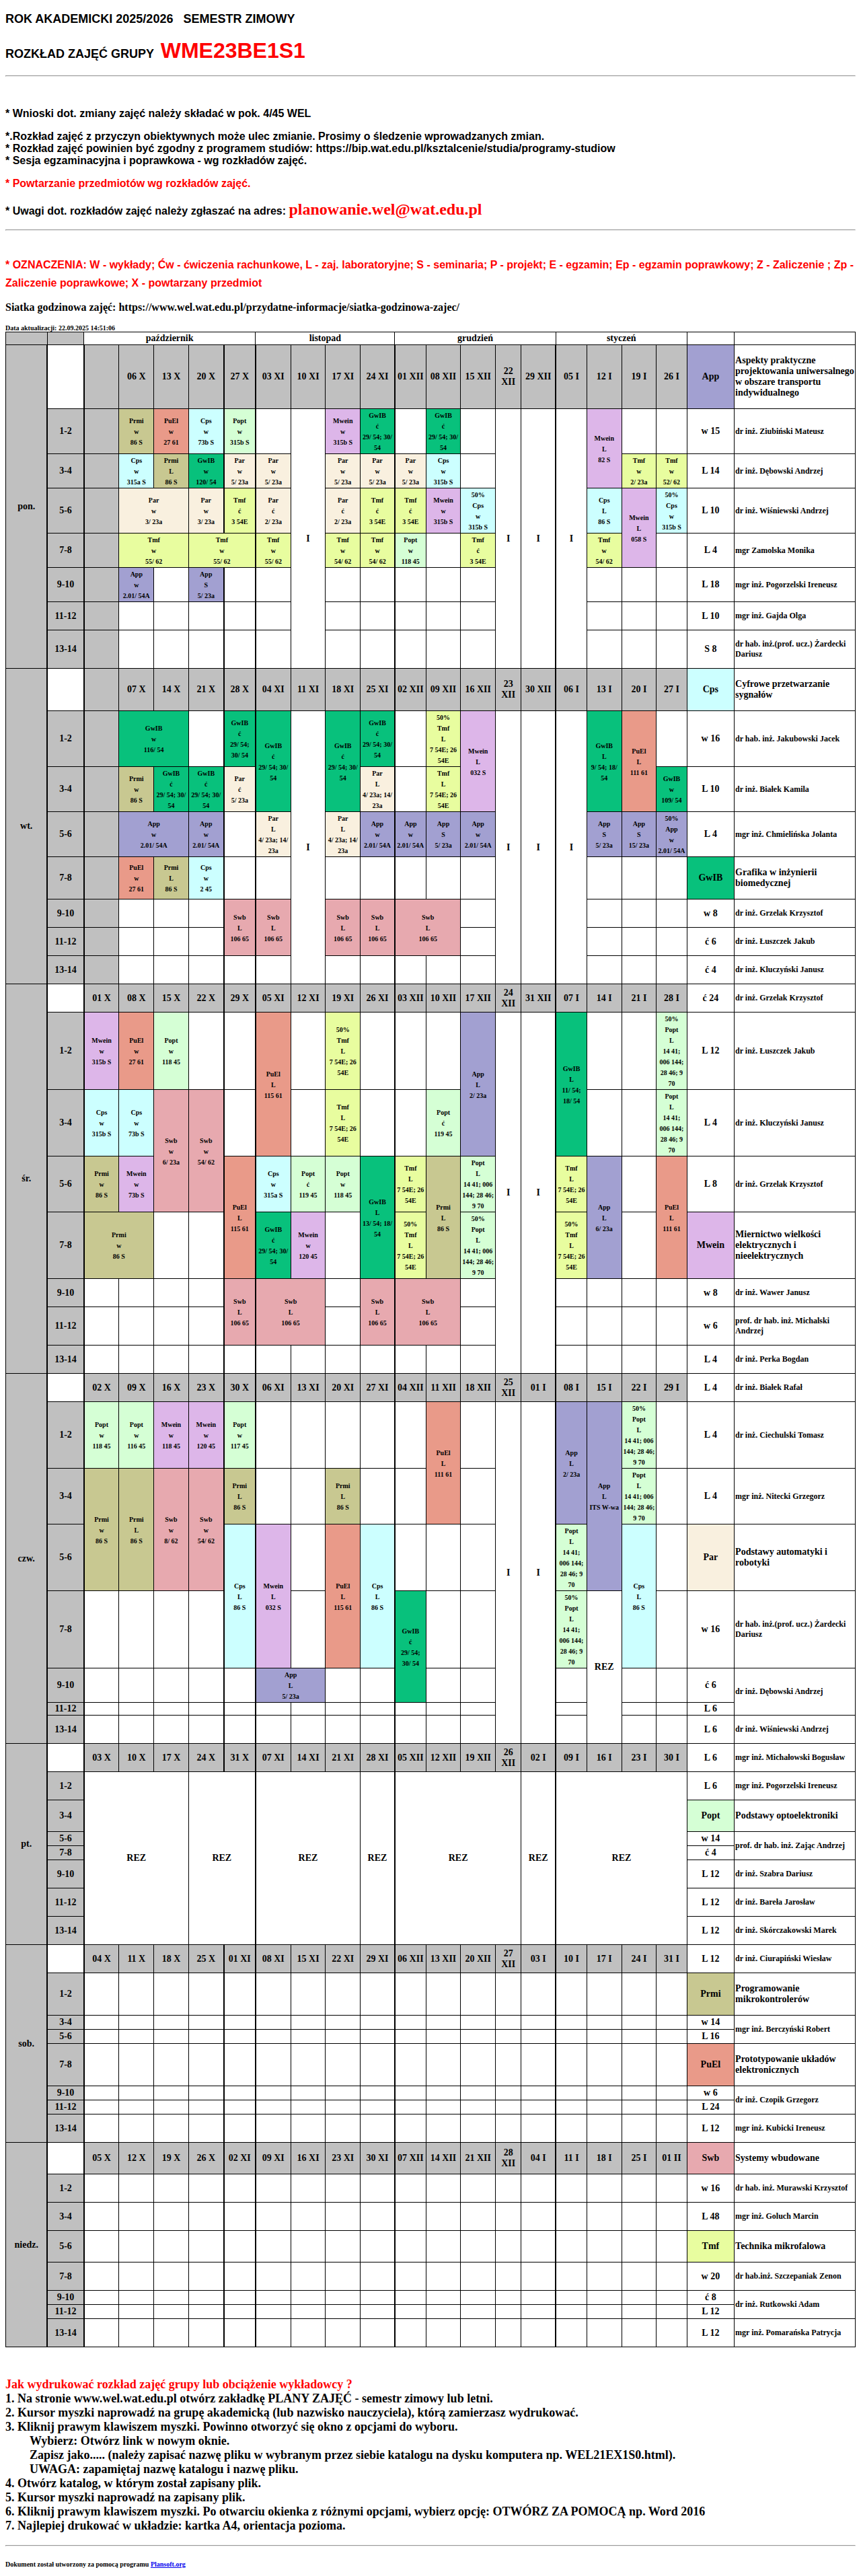 ROK AKADEMICKI 2025/2026 SEMESTR ZIMOWY
ROZKŁAD ZAJĘĆ GRUPY WME23BE1S1
* Wnioski dot. zmiany zajęć należy składać w pok. 4/45 WEL
*.Rozkład zajęć z przyczyn obiektywnych może ulec zmianie. Prosimy o śledzenie wprowadzanych zmian.
* Rozkład zajęć powinien być zgodny z programem studiów: https://bip.wat.edu.pl/ksztalcenie/studia/programy-studiow
* Sesja egzaminacyjna i poprawkowa - wg rozkładów zajęć.
* Powtarzanie przedmiotów wg rozkładów zajęć.
* Uwagi dot. rozkładów zajęć należy zgłaszać na adres: planowanie.wel@wat.edu.pl
* OZNACZENIA: W - wykłady; Ćw - ćwiczenia rachunkowe, L - zaj. laboratoryjne; S - seminaria; P - projekt; E - egzamin; Ep - egzamin poprawkowy; Z - Zaliczenie ; Zp -
Zaliczenie poprawkowe; X - powtarzany przedmiot
Siatka godzinowa zajęć: https://www.wel.wat.edu.pl/przydatne-informacje/siatka-godzinowa-zajec/
Data aktualizacji: 22.09.2025 14:51:06
październik listopad grudzień styczeń
pon. 06 X 13 X 20 X 27 X 03 XI 10 XI 17 XI 24 XI 01 XII 08 XII 15 XII 22 XII 29 XII 05 I 12 I 19 I 26 I App Aspekty praktyczne projektowania uniwersalnego w obszare transportu indywidualnego
1-2 Prmi w 86 S PuEl w 27 61 Cps w 73b S Popt w 315b S I Mwein w 315b S GwIB ć 29/ 54; 30/ 54 GwIB ć 29/ 54; 30/ 54 I I I Mwein L 82 S w 15 dr inż. Ziubiński Mateusz
3-4 Cps w 315a S Prmi L 86 S GwIB w 120/ 54 Par w 5/ 23a Par w 5/ 23a Par w 5/ 23a Par w 5/ 23a Par w 5/ 23a Cps w 315b S Tmf w 2/ 23a Tmf w 52/ 62 L 14 dr inż. Dębowski Andrzej
5-6 Par w 3/ 23a Par w 3/ 23a Tmf ć 3 54E Par ć 2/ 23a Par ć 2/ 23a Tmf ć 3 54E Tmf ć 3 54E Mwein w 315b S 50% Cps w 315b S Cps L 86 S Mwein L 058 S 50% Cps w 315b S L 10 dr inż. Wiśniewski Andrzej
7-8 Tmf w 55/ 62 Tmf w 55/ 62 Tmf w 55/ 62 Tmf w 54/ 62 Tmf w 54/ 62 Popt w 118 45 Tmf ć 3 54E Tmf w 54/ 62 L 4 mgr Zamolska Monika
9-10 App w 2.01/ 54A App S 5/ 23a L 18 mgr inż. Pogorzelski Ireneusz
11-12 L 10 mgr inż. Gajda Olga
13-14 S 8 dr hab. inż.(prof. ucz.) Żardecki Dariusz
wt. 07 X 14 X 21 X 28 X 04 XI 11 XI 18 XI 25 XI 02 XII 09 XII 16 XII 23 XII 30 XII 06 I 13 I 20 I 27 I Cps Cyfrowe przetwarzanie sygnałów
1-2 GwIB w 116/ 54 GwIB ć 29/ 54; 30/ 54 GwIB ć 29/ 54; 30/ 54 I GwIB ć 29/ 54; 30/ 54 GwIB ć 29/ 54; 30/ 54 50% Tmf L 7 54E; 26 54E Mwein L 032 S I I I GwIB L 9/ 54; 18/ 54 PuEl L 111 61 w 16 dr hab. inż. Jakubowski Jacek
3-4 Prmi w 86 S GwIB ć 29/ 54; 30/ 54 GwIB ć 29/ 54; 30/ 54 Par ć 5/ 23a Par L 4/ 23a; 14/ 23a Tmf L 7 54E; 26 54E GwIB w 109/ 54 L 10 dr inż. Białek Kamila
5-6 App w 2.01/ 54A App w 2.01/ 54A Par L 4/ 23a; 14/ 23a Par L 4/ 23a; 14/ 23a App w 2.01/ 54A App w 2.01/ 54A App S 5/ 23a App w 2.01/ 54A App S 5/ 23a App S 15/ 23a 50% App w 2.01/ 54A L 4 mgr inż. Chmielińska Jolanta
7-8 PuEl w 27 61 Prmi L 86 S Cps w 2 45 GwIB Grafika w inżynierii biomedycznej
9-10 Swb L 106 65 Swb L 106 65 Swb L 106 65 Swb L 106 65 Swb L 106 65 w 8 dr inż. Grzelak Krzysztof
11-12 ć 6 dr inż. Łuszczek Jakub
13-14 ć 4 dr inż. Kluczyński Janusz
śr. 01 X 08 X 15 X 22 X 29 X 05 XI 12 XI 19 XI 26 XI 03 XII 10 XII 17 XII 24 XII 31 XII 07 I 14 I 21 I 28 I ć 24 dr inż. Grzelak Krzysztof
1-2 Mwein w 315b S PuEl w 27 61 Popt w 118 45 PuEl L 115 61 50% Tmf L 7 54E; 26 54E App L 2/ 23a I I GwIB L 11/ 54; 18/ 54 50% Popt L 14 41; 006 144; 28 46; 9 70 L 12 dr inż. Łuszczek Jakub
3-4 Cps w 315b S Cps w 73b S Swb w 6/ 23a Swb w 54/ 62 Tmf L 7 54E; 26 54E Popt ć 119 45 Popt L 14 41; 006 144; 28 46; 9 70 L 4 dr inż. Kluczyński Janusz
5-6 Prmi w 86 S Mwein w 73b S PuEl L 115 61 Cps w 315a S Popt ć 119 45 Popt w 118 45 GwIB L 13/ 54; 18/ 54 Tmf L 7 54E; 26 54E Prmi L 86 S Popt L 14 41; 006 144; 28 46; 9 70 Tmf L 7 54E; 26 54E App L 6/ 23a PuEl L 111 61 L 8 dr inż. Grzelak Krzysztof
7-8 Prmi w 86 S GwIB ć 29/ 54; 30/ 54 Mwein w 120 45 50% Tmf L 7 54E; 26 54E 50% Popt L 14 41; 006 144; 28 46; 9 70 50% Tmf L 7 54E; 26 54E Mwein Miernictwo wielkości elektrycznych i nieelektrycznych
9-10 Swb L 106 65 Swb L 106 65 Swb L 106 65 Swb L 106 65 w 8 dr inż. Wawer Janusz
11-12 w 6 prof. dr hab. inż. Michalski Andrzej
13-14 L 4 dr inż. Perka Bogdan
czw. 02 X 09 X 16 X 23 X 30 X 06 XI 13 XI 20 XI 27 XI 04 XII 11 XII 18 XII 25 XII 01 I 08 I 15 I 22 I 29 I L 4 dr inż. Białek Rafał
1-2 Popt w 118 45 Popt w 116 45 Mwein w 118 45 Mwein w 120 45 Popt w 117 45 PuEl L 111 61 I I App L 2/ 23a App L ITS W-wa 50% Popt L 14 41; 006 144; 28 46; 9 70 L 4 dr inż. Ciechulski Tomasz
3-4 Prmi w 86 S Prmi L 86 S Swb w 8/ 62 Swb w 54/ 62 Prmi L 86 S Prmi L 86 S Popt L 14 41; 006 144; 28 46; 9 70 L 4 mgr inż. Nitecki Grzegorz
5-6 Cps L 86 S Mwein L 032 S PuEl L 115 61 Cps L 86 S Popt L 14 41; 006 144; 28 46; 9 70 Cps L 86 S Par Podstawy automatyki i robotyki
7-8 GwIB ć 29/ 54; 30/ 54 50% Popt L 14 41; 006 144; 28 46; 9 70 REZ w 16 dr hab. inż.(prof. ucz.) Żardecki Dariusz
9-10 App L 5/ 23a ć 6 dr inż. Dębowski Andrzej
11-12 L 6
13-14 L 6 dr inż. Wiśniewski Andrzej
pt. 03 X 10 X 17 X 24 X 31 X 07 XI 14 XI 21 XI 28 XI 05 XII 12 XII 19 XII 26 XII 02 I 09 I 16 I 23 I 30 I L 6 mgr inż. Michałowski Bogusław
1-2 REZ REZ REZ REZ REZ REZ REZ L 6 mgr inż. Pogorzelski Ireneusz
3-4 Popt Podstawy optoelektroniki
5-6 w 14 prof. dr hab. inż. Zając Andrzej
7-8 ć 4
9-10 L 12 dr inż. Szabra Dariusz
11-12 L 12 dr inż. Bareła Jarosław
13-14 L 12 dr inż. Skórczakowski Marek
sob. 04 X 11 X 18 X 25 X 01 XI 08 XI 15 XI 22 XI 29 XI 06 XII 13 XII 20 XII 27 XII 03 I 10 I 17 I 24 I 31 I L 12 dr inż. Ciurapiński Wiesław
1-2 Prmi Programowanie mikrokontrolerów
3-4 w 14 mgr inż. Berczyński Robert
5-6 L 16
7-8 PuEl Prototypowanie układów elektronicznych
9-10 w 6 dr inż. Czopik Grzegorz
11-12 L 24
13-14 L 12 mgr inż. Kubicki Ireneusz
niedz. 05 X 12 X 19 X 26 X 02 XI 09 XI 16 XI 23 XI 30 XI 07 XII 14 XII 21 XII 28 XII 04 I 11 I 18 I 25 I 01 II Swb Systemy wbudowane
1-2 w 16 dr hab. inż. Murawski Krzysztof
3-4 L 48 mgr inż. Goluch Marcin
5-6 Tmf Technika mikrofalowa
7-8 w 20 dr hab.inż. Szczepaniak Zenon
9-10 ć 8 dr inż. Rutkowski Adam
11-12 L 12
13-14 L 12 mgr inż. Pomarańska Patrycja
Jak wydrukować rozkład zajęć grupy lub obciążenie wykładowcy ?
1. Na stronie www.wel.wat.edu.pl otwórz zakładkę PLANY ZAJĘĆ - semestr zimowy lub letni.
2. Kursor myszki naprowadź na grupę akademicką (lub nazwisko nauczyciela), którą zamierzasz wydrukować.
3. Kliknij prawym klawiszem myszki. Powinno otworzyć się okno z opcjami do wyboru.
Wybierz: Otwórz link w nowym oknie.
Zapisz jako..... (należy zapisać nazwę pliku w wybranym przez siebie katalogu na dysku komputera np. WEL21EX1S0.html).
UWAGA: zapamiętaj nazwę katalogu i nazwę pliku.
4. Otwórz katalog, w którym został zapisany plik.
5. Kursor myszki naprowadź na zapisany plik.
6. Kliknij prawym klawiszem myszki. Po otwarciu okienka z różnymi opcjami, wybierz opcję: OTWÓRZ ZA POMOCĄ np. Word 2016
7. Najlepiej drukować w układzie: kartka A4, orientacja pozioma.
Dokument został utworzony za pomocą programu Plansoft.org